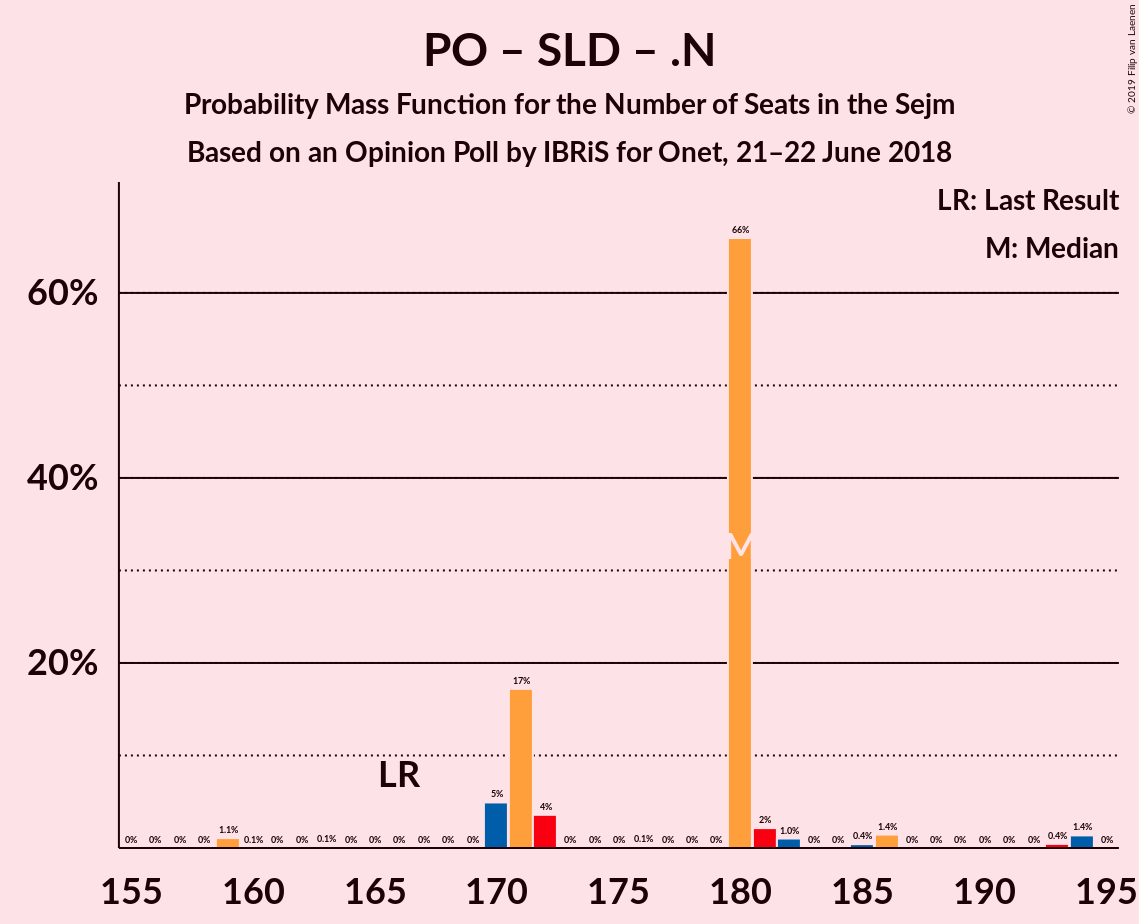 PO – SLD – .N
Probability Mass Function for the Number of Seats in the Sejm
Based on an Opinion Poll by IBRiS for Onet, 21–22 June 2018
© 2019 Filip van Laenen
LR: Last Result
M: Median
60%
40%
20%
LR
M
0% 0% 0% 0% 1.1% 0.1% 0% 0% 0.1% 0% 0% 0% 0% 0% 0% 5% 17% 4% 0% 0% 0% 0.1% 0% 0% 0% 66% 2% 1.0% 0% 0% 0.4% 1.4% 0% 0% 0% 0% 0% 0% 0.4% 1.4% 0%
155 160 165 170 175 180 185 190 195